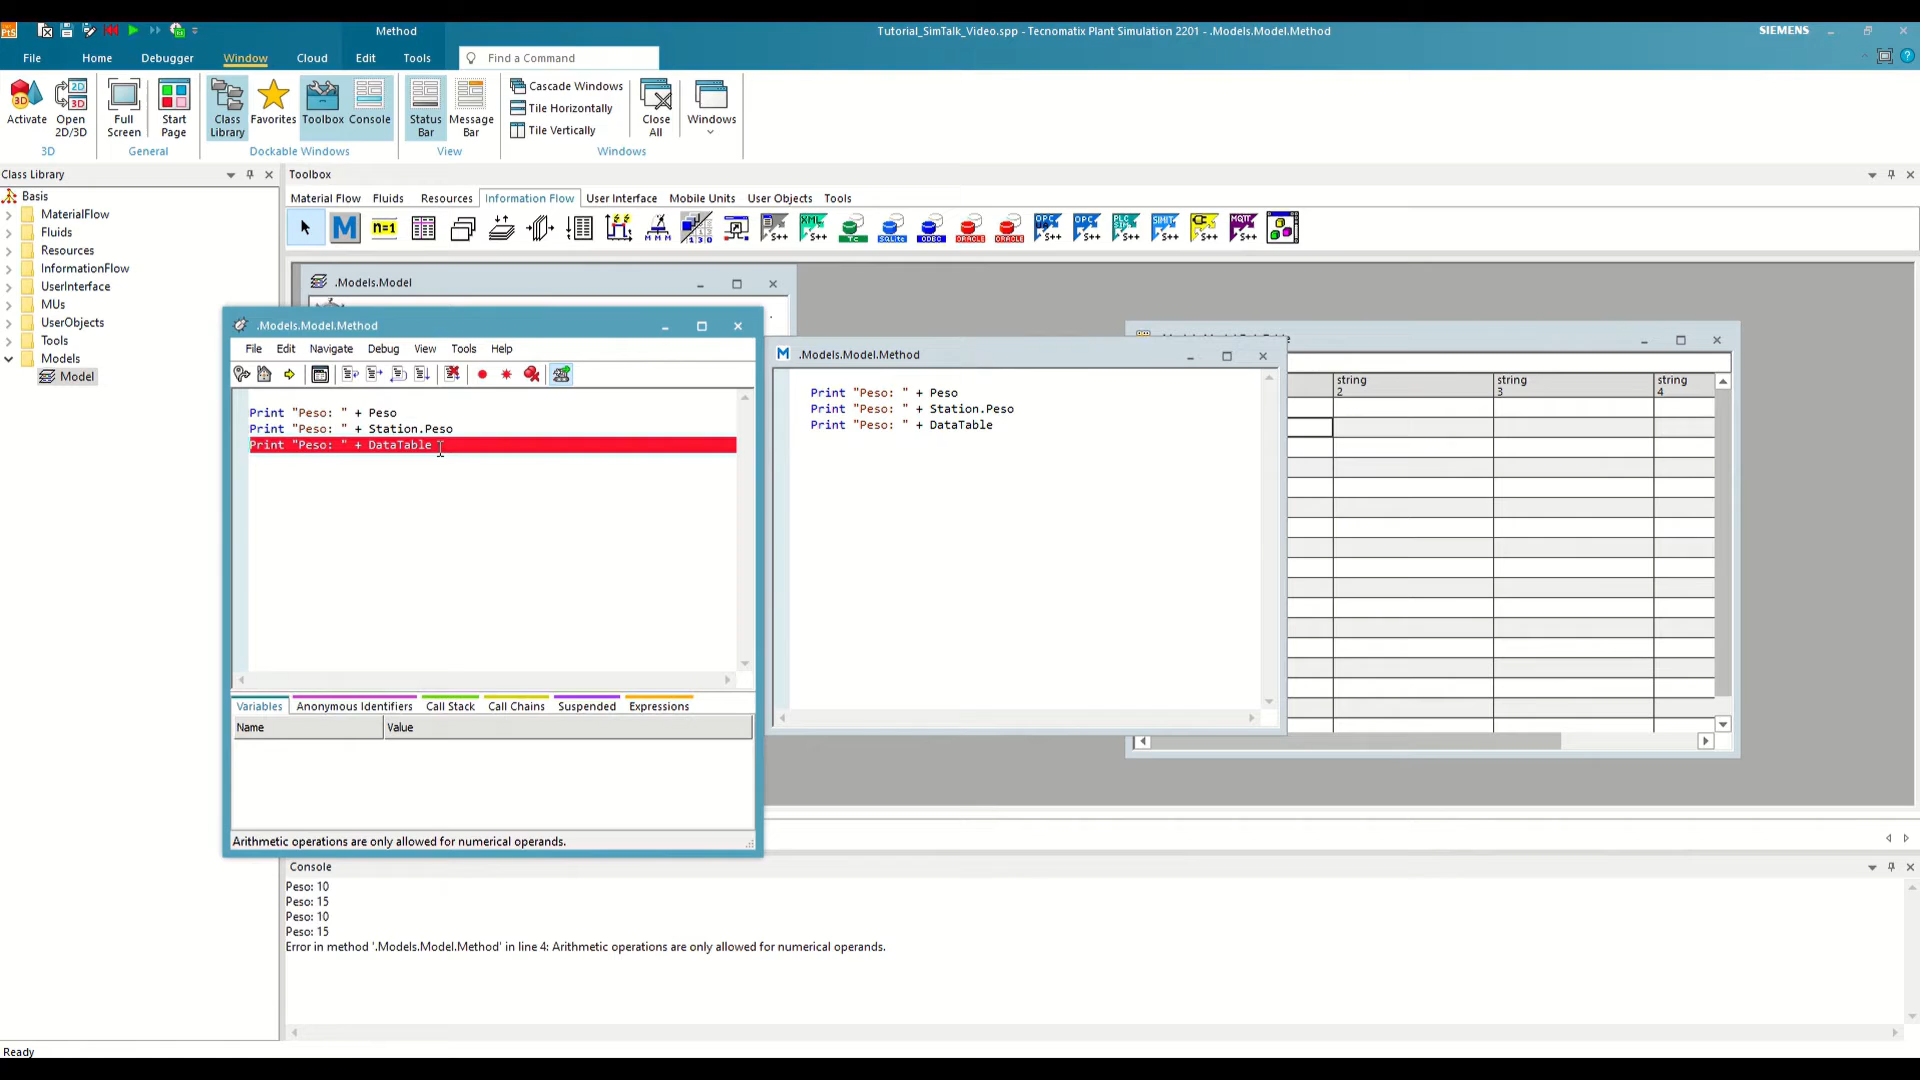 Method
Tutorial_SimTalk_Video.spp - Tecnomatix Plant Simulation 2201 - .Models.Model.Method
SIEMENS
File Home Debugger Window Cloud Edit Tools
Find a Command
Activate
Open 2D/3D
Full Screen
Start Page
Class Library
Favorites
Toolbox
Console
Status Bar
Message Bar
Cascade Windows
Tile Horizontally
Tile Vertically
Close All
Windows
3D
General
Dockable Windows
View
Windows
Class Library
Basis
MaterialFlow
Fluids
Resources
InformationFlow
UserInterface
MUs
UserObjects
Tools
Models
Model
Toolbox
Material Flow Fluids Resources Information Flow User Interface Mobile Units User Objects Tools
.Models.Model
.Models.Model.Method
File Edit Navigate Debug View Tools Help
Print "Peso: " + Peso
Print "Peso: " + Station.Peso
Print "Peso: " + DataTable
Variables Anonymous Identifiers Call Stack Call Chains Suspended Expressions
Name Value
Arithmetic operations are only allowed for numerical operands.
.Models.Model.Method
Print "Peso: " + Peso
Print "Peso: " + Station.Peso
Print "Peso: " + DataTable
string 2
string 3
string 4
Console
Peso: 10
Peso: 15
Peso: 10
Peso: 15
Error in method '.Models.Model.Method' in line 4: Arithmetic operations are only allowed for numerical operands.
Ready